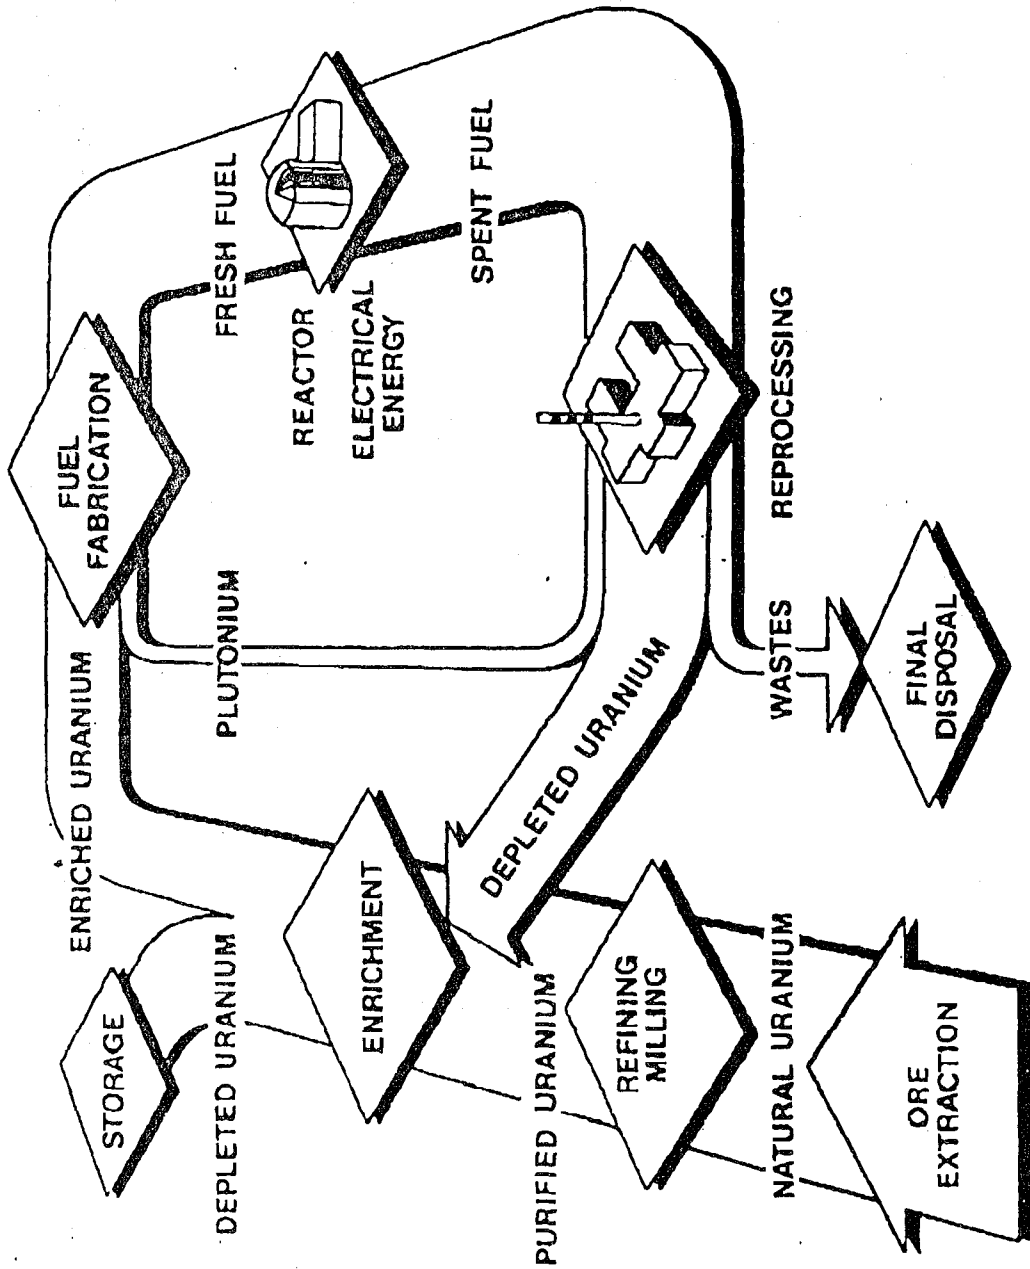 STORAGE
ENRICHED URANIUM
FUEL
FABRICATION
DEPLETED URANIUM
PLUTONIUM
FRESH FUEL
REACTOR
ELECTRICAL
ENERGY
ENRICHMENT
SPENT FUEL
PURIFIED URANIUM
DEPLETED URANIUM
REFINING
MILLING
NATURAL URANIUM
WASTES
REPROCESSING
ORE
EXTRACTION
FINAL
DISPOSAL